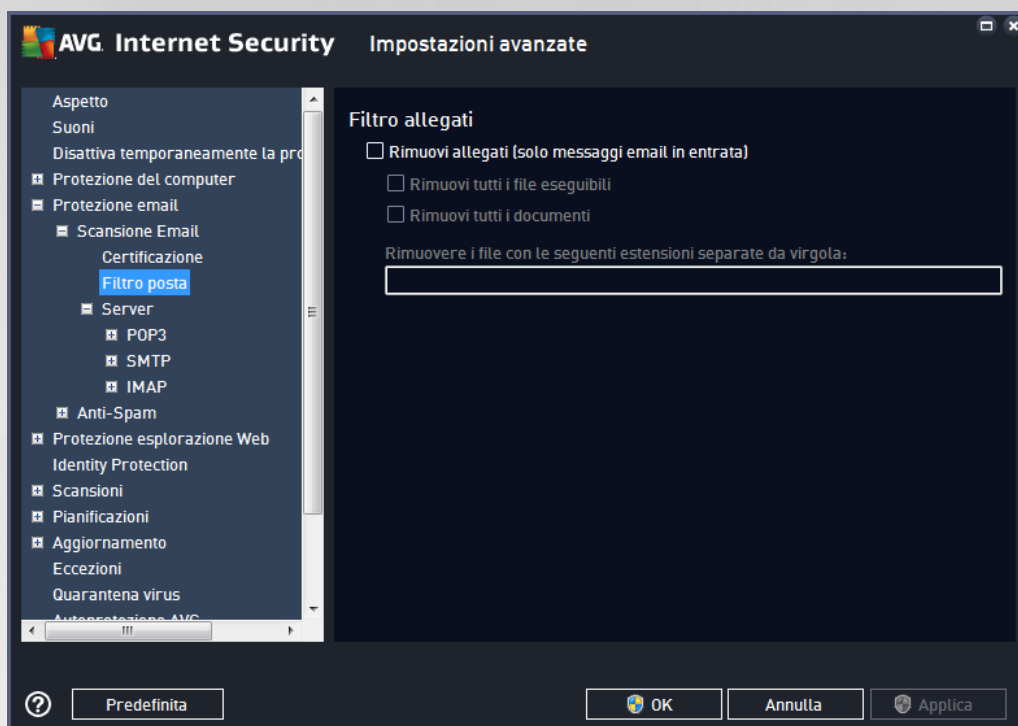 AVG. Internet Security
Impostazioni avanzate
Aspetto
Suoni
Disattiva temporaneamente la pro
Protezione del computer
Protezione email
Scansione Email
Certificazione
Filtro posta
Server
POP3
SMTP
IMAP
Anti-Spam
Protezione esplorazione Web
Identity Protection
Scansioni
Pianificazioni
Aggiornamento
Eccezioni
Quarantena virus
Autoprotezione AVG
Filtro allegati
Rimuovi allegati (solo messaggi email in entrata)
Rimuovi tutti i file eseguibili
Rimuovi tutti i documenti
Rimuovere i file con le seguenti estensioni separate da virgola:
Predefinita
OK
Annulla
Applica